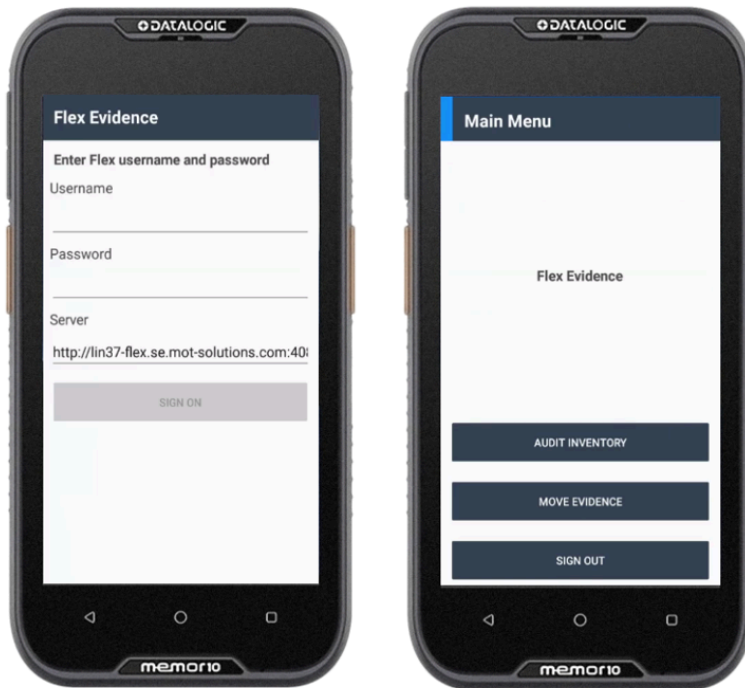 DATALOGIC
Flex Evidence
Enter Flex username and password
Username
Password
Server
http://lin37-flex.se.mot-solutions.com:408
SIGN ON
memor10
DATALOGIC
Main Menu
Flex Evidence
AUDIT INVENTORY
MOVE EVIDENCE
SIGN OUT
memor10